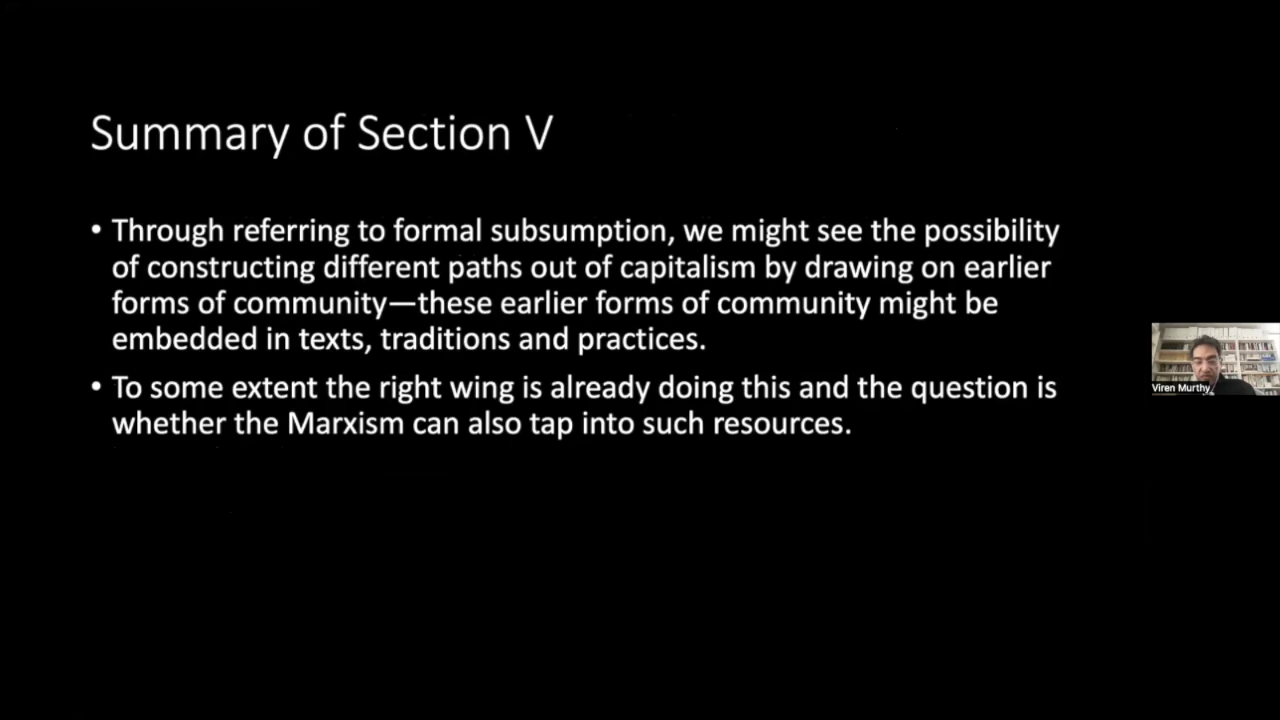 Summary of Section V
• Through referring to formal subsumption, we might see the possibility
of constructing different paths out of capitalism by drawing on earlier
forms of community—these earlier forms of community might be
embedded in texts, traditions and practices.
• To some extent the right wing is already doing this and the question is
whether the Marxism can also tap into such resources.
Viren Murthy